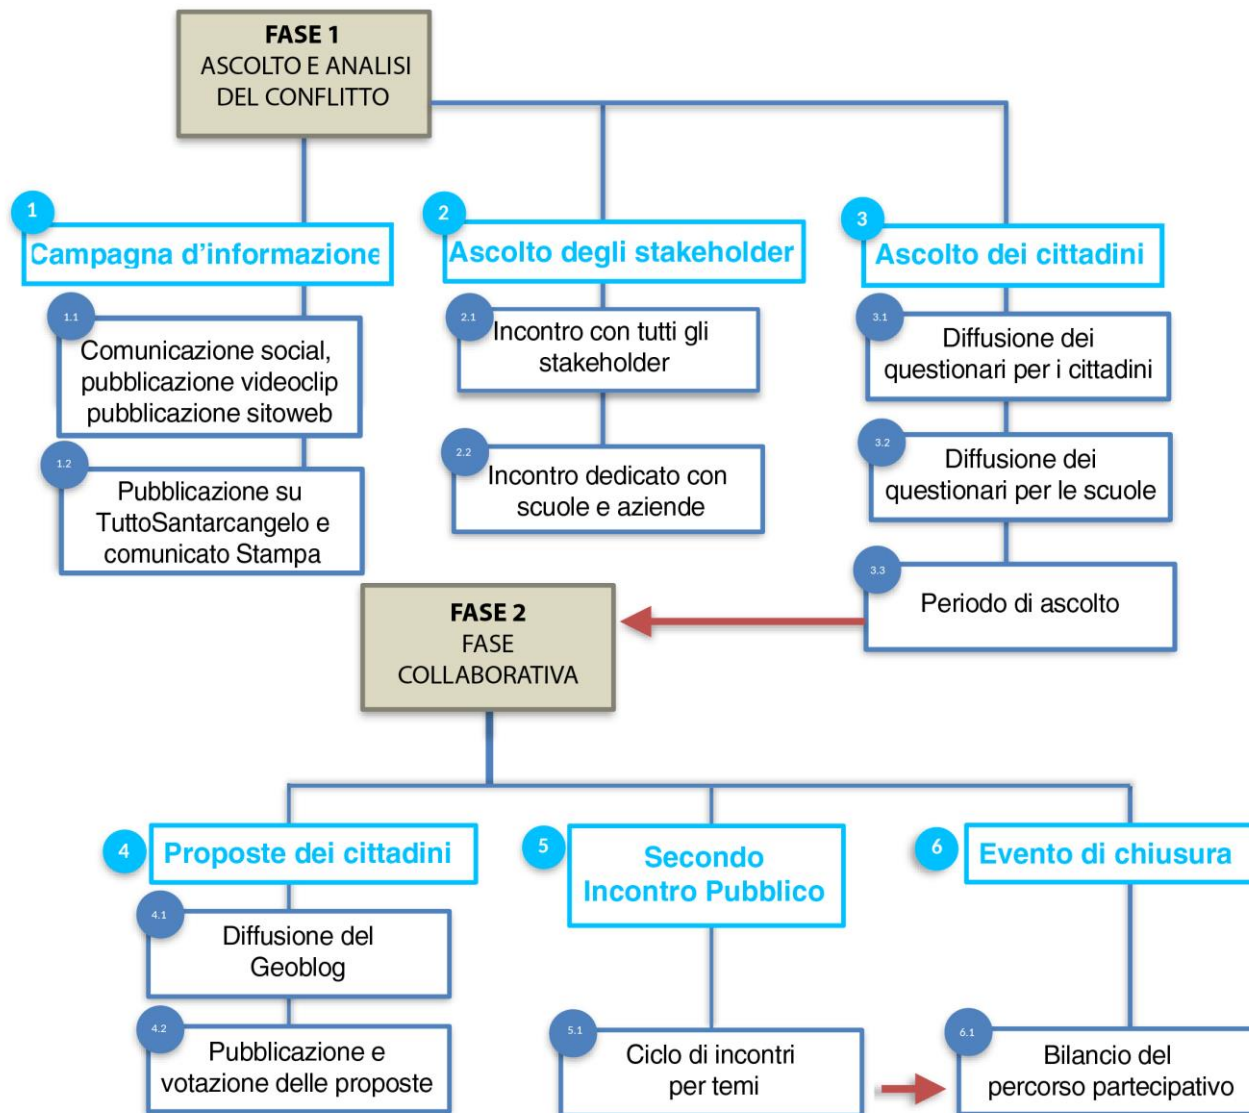 FASE 1
ASCOLTO E ANALISI
DEL CONFLITTO
1
Campagna d’informazione
1.1
Comunicazione social,
pubblicazione videoclip
pubblicazione sitoweb
1.2
Pubblicazione su
TuttoSantarcangelo e
comunicato Stampa
2
Ascolto degli stakeholder
2.1
Incontro con tutti gli
stakeholder
2.2
Incontro dedicato con
scuole e aziende
3
Ascolto dei cittadini
3.1
Diffusione dei
questionari per i cittadini
3.2
Diffusione dei
questionari per le scuole
3.3
Periodo di ascolto
FASE 2
FASE
COLLABORATIVA
4
Proposte dei cittadini
4.1
Diffusione del
Geoblog
4.2
Pubblicazione e
votazione delle proposte
5
Secondo
Incontro Pubblico
5.1
Ciclo di incontri
per temi
6
Evento di chiusura
6.1
Bilancio del
percorso partecipativo